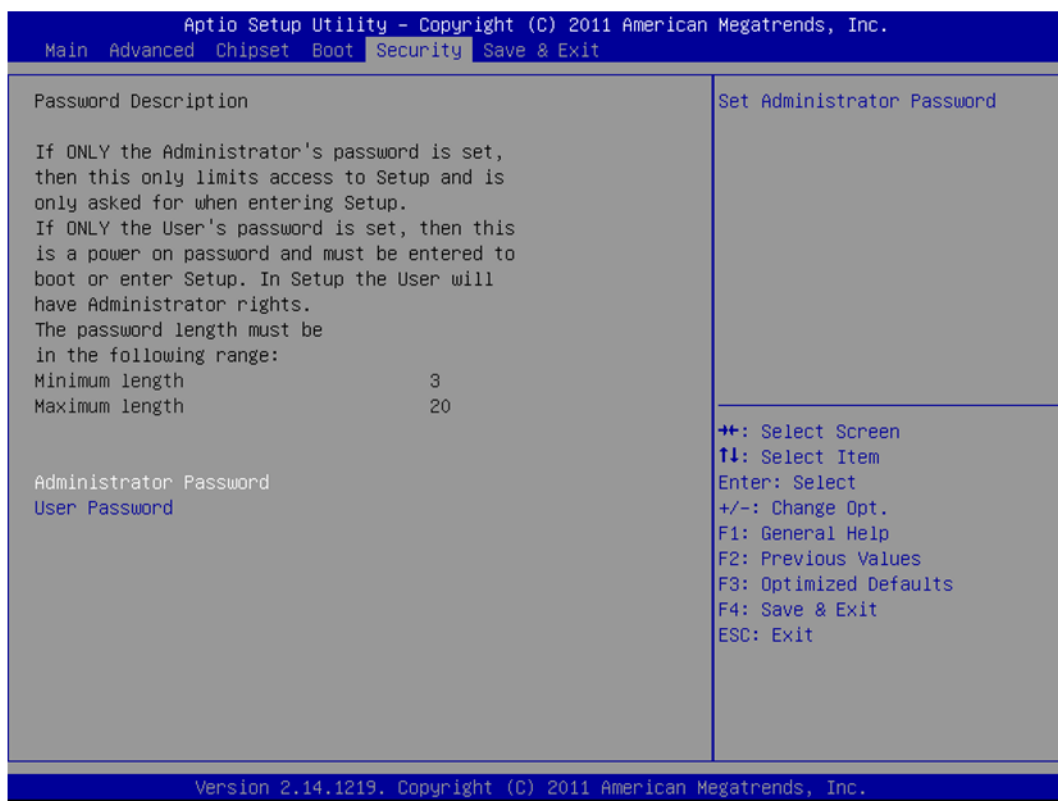 Aptio Setup Utility – Copyright (C) 2011 American Megatrends, Inc.
Main Advanced Chipset Boot Security Save & Exit
Password Description
If ONLY the Administrator's password is set,
then this only limits access to Setup and is
only asked for when entering Setup.
If ONLY the User's password is set, then this
is a power on password and must be entered to
boot or enter Setup. In Setup the User will
have Administrator rights.
The password length must be
in the following range:
Minimum length 3
Maximum length 20
Administrator Password
User Password
Set Administrator Password
→←: Select Screen
↑↓: Select Item
Enter: Select
+/-: Change Opt.
F1: General Help
F2: Previous Values
F3: Optimized Defaults
F4: Save & Exit
ESC: Exit
Version 2.14.1219. Copyright (C) 2011 American Megatrends, Inc.